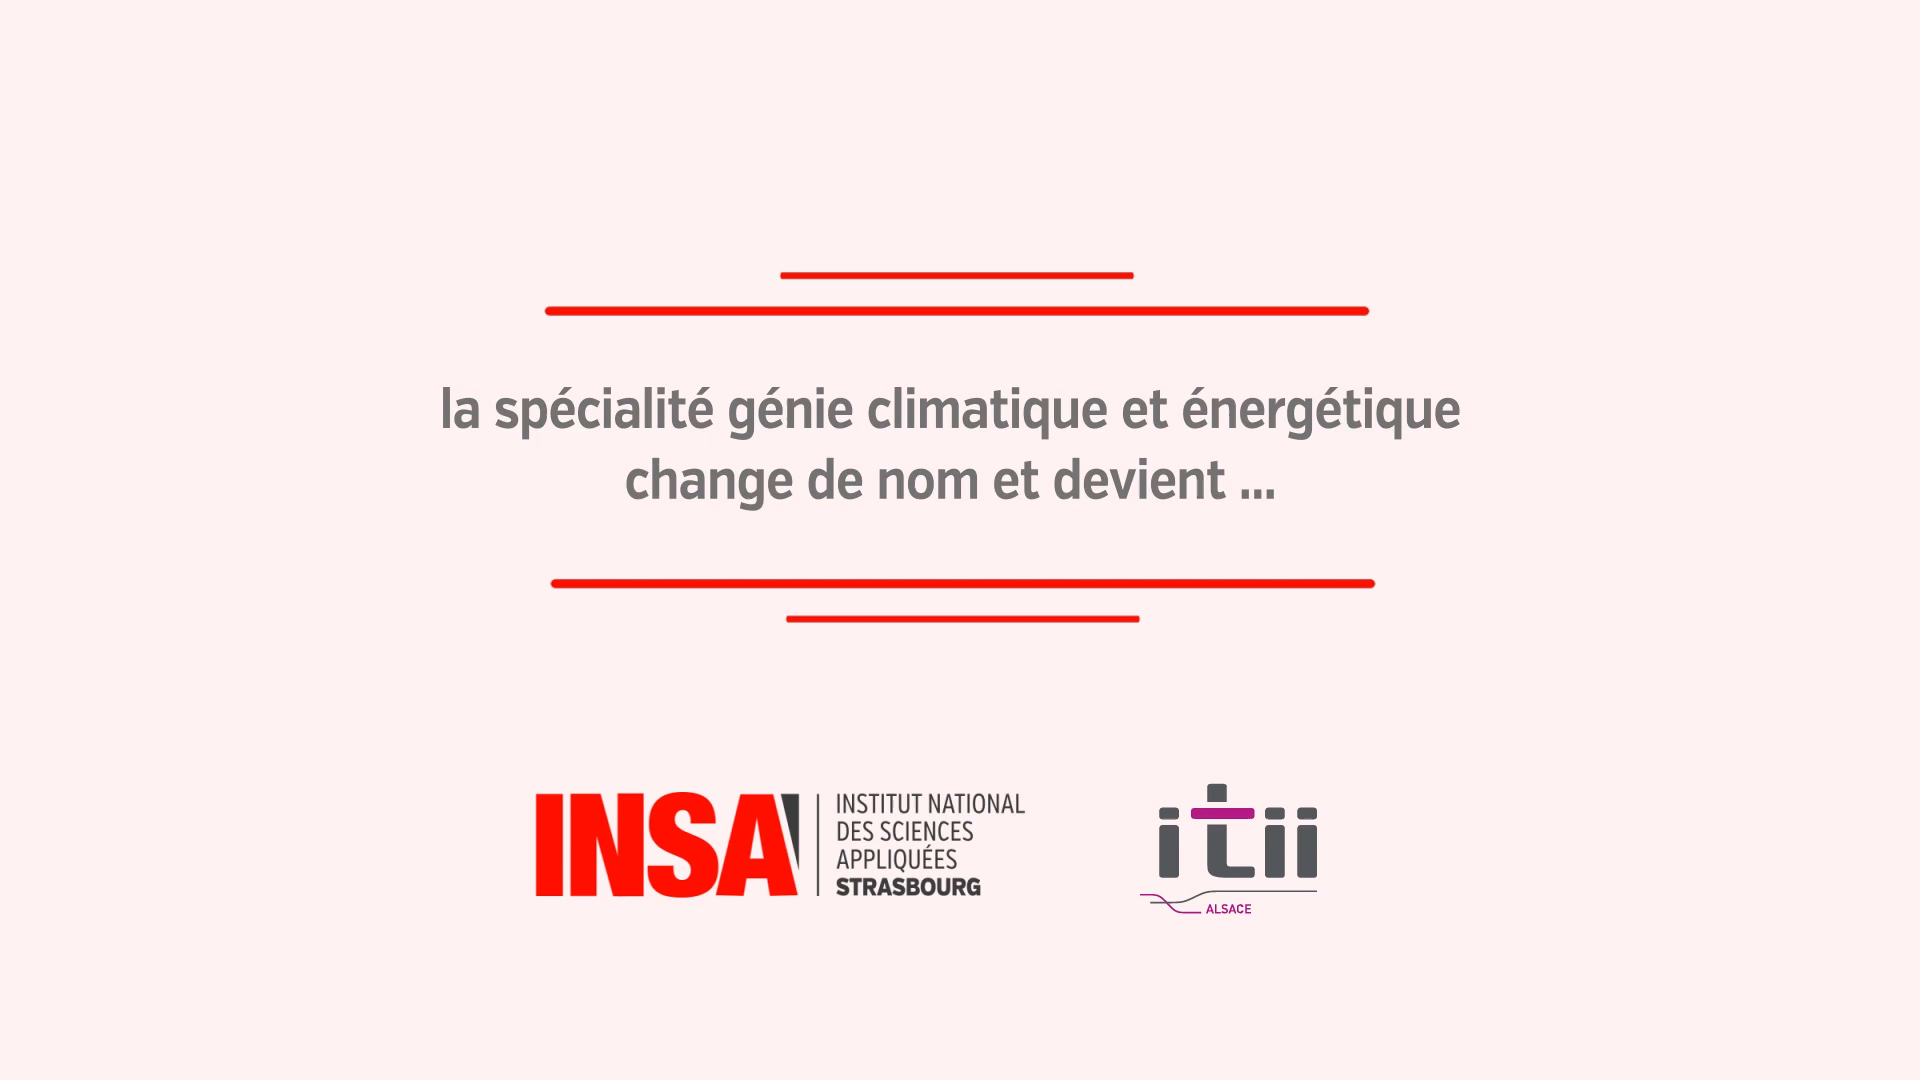 la spécialité génie climatique et énergétique
change de nom et devient ...
INSA
INSTITUT NATIONAL
DES SCIENCES
APPLIQUÉES
STRASBOURG
itii
ALSACE